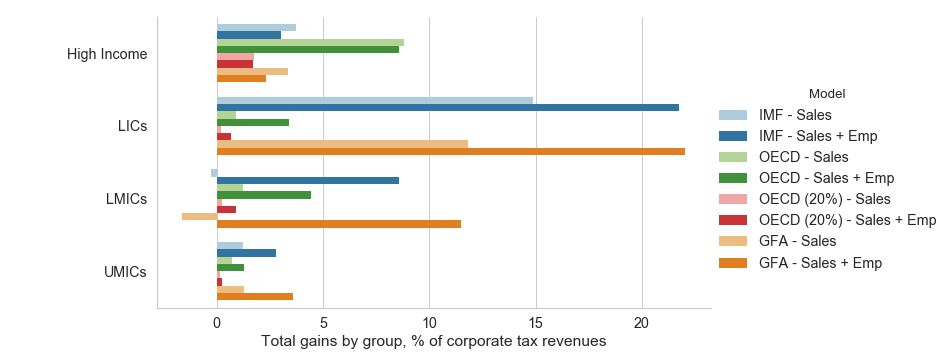 High Income
LICs
LMICs
UMICs
0 5 10 15 20
Total gains by group, % of corporate tax revenues
Model
IMF - Sales
IMF - Sales + Emp
OECD - Sales
OECD - Sales + Emp
OECD (20%) - Sales
OECD (20%) - Sales + Emp
GFA - Sales
GFA - Sales + Emp